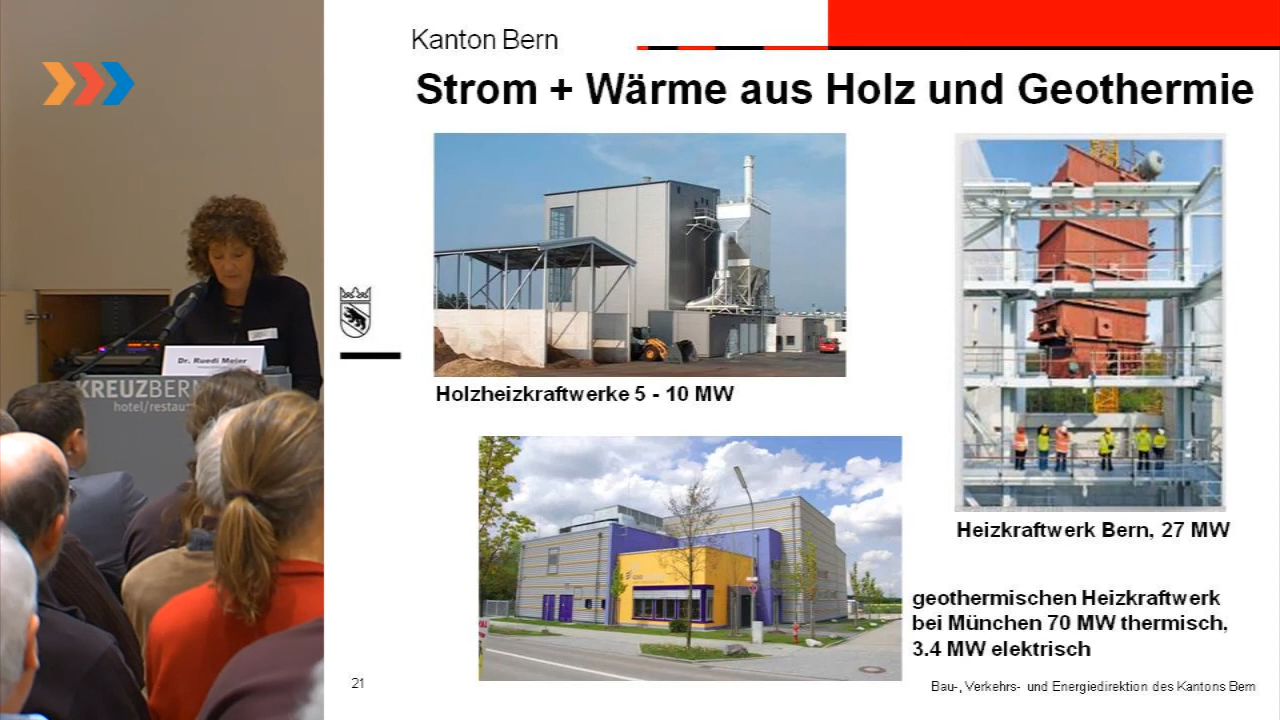 Kanton Bern
Strom + Wärme aus Holz und Geothermie
Holzheizkraftwerke 5 - 10 MW
Heizkraftwerk Bern, 27 MW
geothermischen Heizkraftwerk
bei München 70 MW thermisch,
3.4 MW elektrisch
21
Bau-, Verkehrs- und Energiedirektion des Kantons Bern
Dr. Ruedi Meier
KREUZBERN
hotel/restau